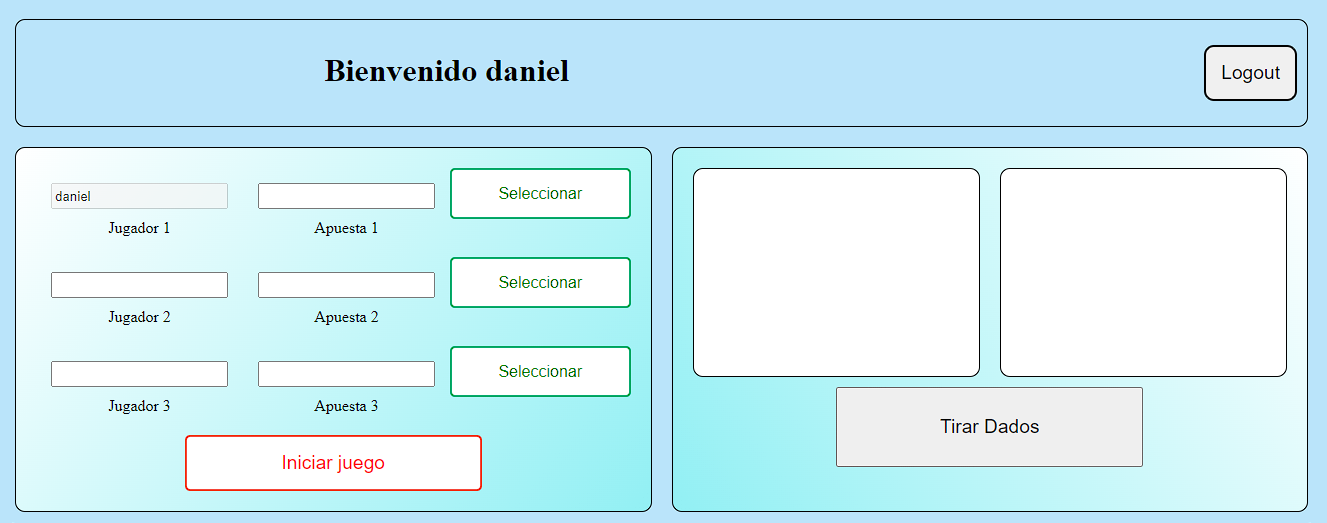 Bienvenido daniel
Logout
daniel
Seleccionar
Jugador 1
Apuesta 1
Seleccionar
Jugador 2
Apuesta 2
Seleccionar
Jugador 3
Apuesta 3
Iniciar juego
Tirar Dados